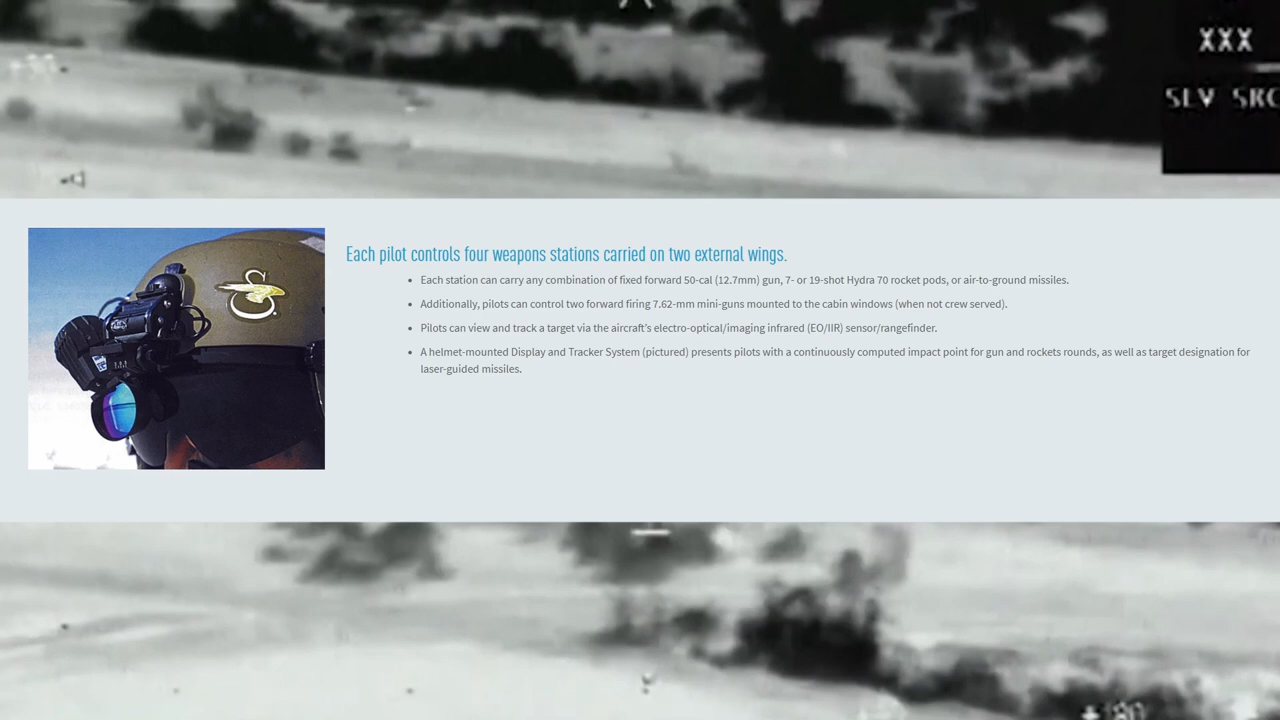 XXX
SLV SRC
Each pilot controls four weapons stations carried on two external wings.
• Each station can carry any combination of fixed forward 50-cal (12.7mm) gun, 7- or 19-shot Hydra 70 rocket pods, or air-to-ground missiles.
• Additionally, pilots can control two forward firing 7.62-mm mini-guns mounted to the cabin windows (when not crew served).
• Pilots can view and track a target via the aircraft’s electro-optical/imaging infrared (EO/IIR) sensor/rangefinder.
• A helmet-mounted Display and Tracker System (pictured) presents pilots with a continuously computed impact point for gun and rockets rounds, as well as target designation for
laser-guided missiles.